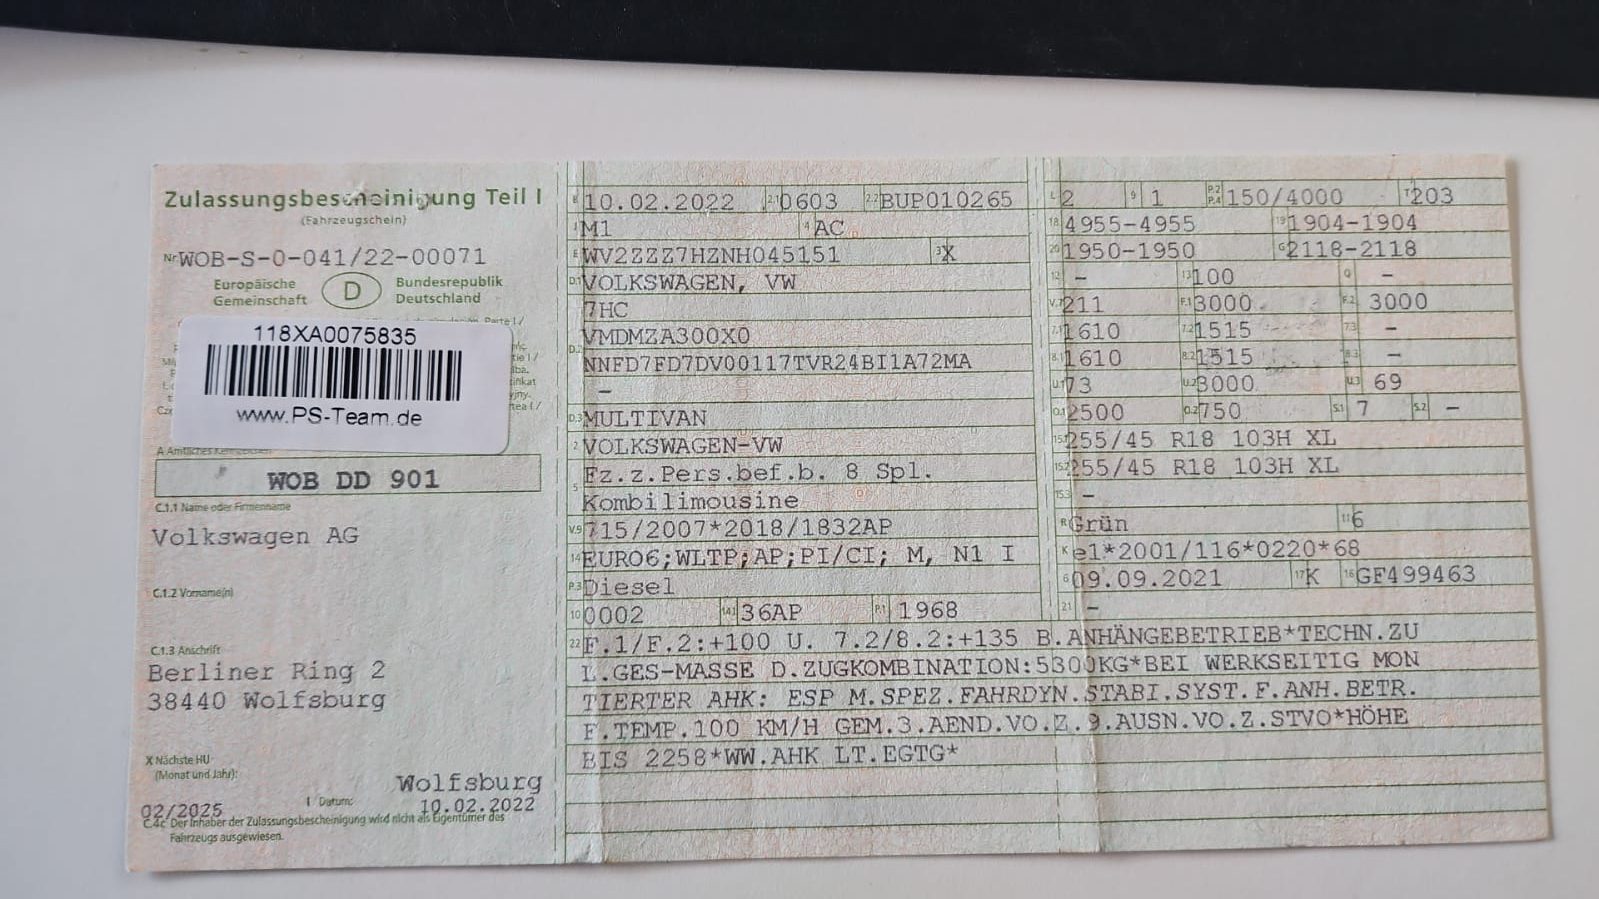 Zulassungsbescheinigung Teil I
(Fahrzeugschein)
Nr. WOB-S-0-041/22-00071
Europäische Gemeinschaft
D
Bundesrepublik Deutschland
118XA0075835
www.PS-Team.de
A Amtliches Kennzeichen
WOB DD 901
C.1.1 Name oder Firmenname
Volkswagen AG
C.1.2 Vorname(n)
C.1.3 Anschrift
Berliner Ring 2
38440 Wolfsburg
X Nächste HU
(Monat und Jahr):
02/2025
Wolfsburg
I Datum:
10.02.2022
C.4c Der Inhaber der Zulassungsbescheinigung wird nicht als Eigentümer des
Fahrzeugs ausgewiesen.
B 10.02.2022 2.1 0603 2.2 BUP010265
J M1 4 AC
E WV2ZZZ7HZNH045151 3 X
D.1 VOLKSWAGEN, VW
7HC
D.2 VMDMZA300X0
NNFD7FD7DV00117TVR24BI1A72MA
–
D.3 MULTIVAN
2 VOLKSWAGEN-VW
5 Fz.z.Pers.bef.b. 8 Spl.
Kombilimousine
V.9 715/2007*2018/1832AP
14 EURO6;WLTP;AP;PI/CI; M, N1 I
P.3 Diesel
10 0002 14.1 36AP P.1 1968
L 2 9 1 P.2 P.4 150/4000 T 203
18 4955-4955 19 1904-1904
20 1950-1950 G 2118-2118
12 – 13 100 Q –
V.7 211 F.1 3000 F.2 3000
7.1 1610 7.2 1515 7.3 –
8.1 1610 8.2 1515 8.3 –
U.1 73 U.2 3000 U.3 69
O.1 2500 O.2 750 S.1 7 S.2 –
15.1 255/45 R18 103H XL
15.2 255/45 R18 103H XL
15.3 –
R Grün 11 6
K e1*2001/116*0220*68
6 09.09.2021 17 K 16 GF499463
21 –
22 F.1/F.2:+100 U. 7.2/8.2:+135 B.ANHÄNGEBETRIEB*TECHN.ZU
L.GES-MASSE D.ZUGKOMBINATION:5300KG*BEI WERKSEITIG MON
TIERTER AHK: ESP M.SPEZ.FAHRDYN.STABI.SYST.F.ANH.BETR.
F.TEMP.100 KM/H GEM.3.AEND.VO.Z.9.AUSN.VO.Z.STVO*HÖHE
BIS 2258*WW.AHK LT.EGTG*